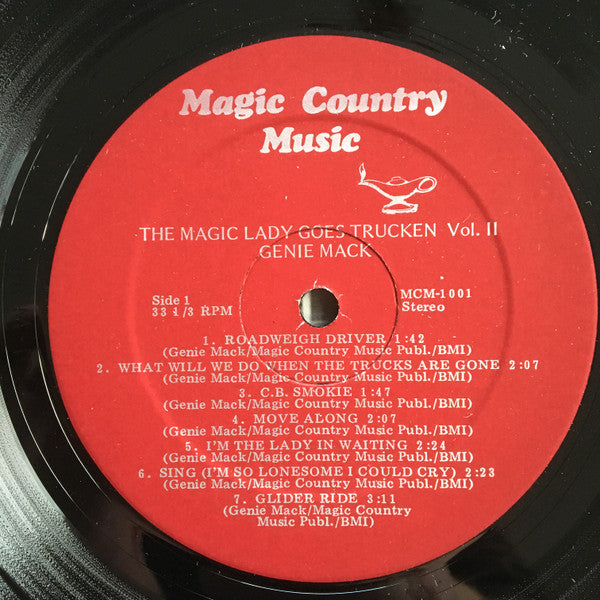 Magic Country
Music
THE MAGIC LADY GOES TRUCKEN Vol. II
GENIE MACK
Side 1
33 1/3 RPM
MCM-1001
Stereo
1. ROADWEIGH DRIVER 1:42
(Genie Mack/Magic Country Music Publ./BMI)
2. WHAT WILL WE DO WHEN THE TRUCKS ARE GONE 2:07
(Genie Mack/Magic Country Music Publ./BMI)
3. C.B. SMOKIE 1:47
(Genie Mack/Magic Country Music Publ./BMI)
4. MOVE ALONG 2:07
(Genie Mack/Magic Country Music Publ./BMI)
5. I'M THE LADY IN WAITING 2:24
(Genie Mack/Magic Country Music Publ./BMI)
6. SING (I'M SO LONESOME I COULD CRY) 2:23
(Genie Mack/Magic Country Music Publ./BMI)
7. GLIDER RIDE 3:11
(Genie Mack/Magic Country
Music Publ./BMI)